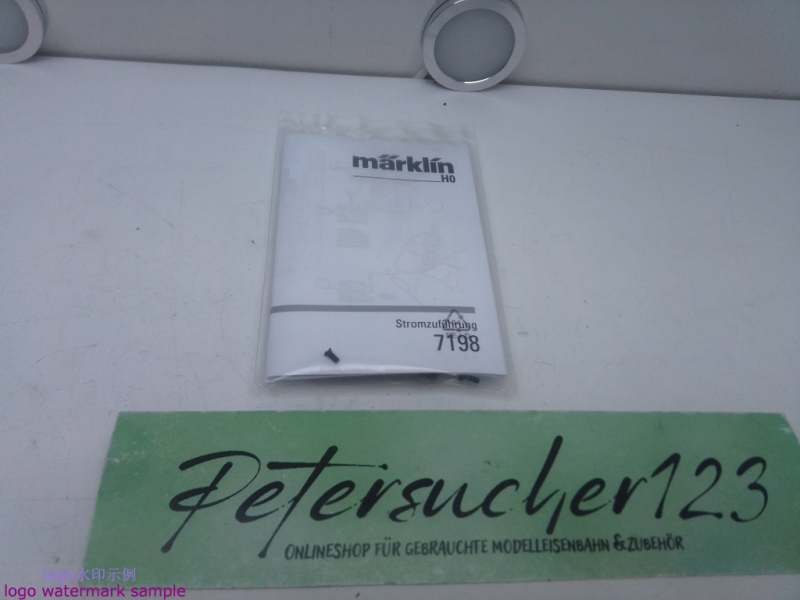 märklin
H0
Stromzuführung
7198
Petersucher123
ONLINESHOP FÜR GEBRAUCHTE MODELLEISENBAHN & ZUBEHÖR
logo水印示例
logo watermark sample